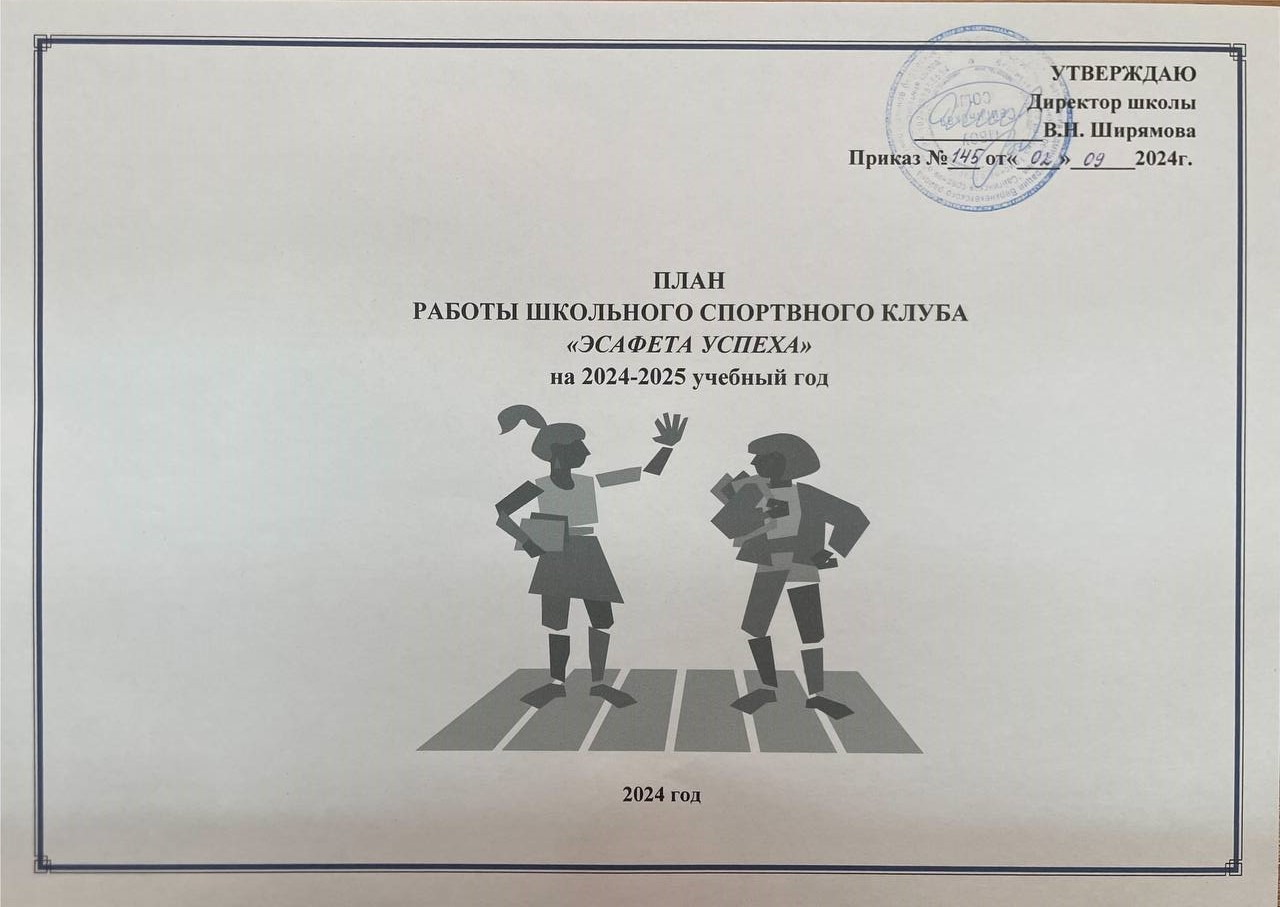 УТВЕРЖДАЮ
Директор школы
В.Н. Ширямова
Приказ № 145 от« 02 » 09 2024г.
ПЛАН
РАБОТЫ ШКОЛЬНОГО СПОРТВНОГО КЛУБА
«ЭСАФЕТА УСПЕХА»
на 2024-2025 учебный год
2024 год